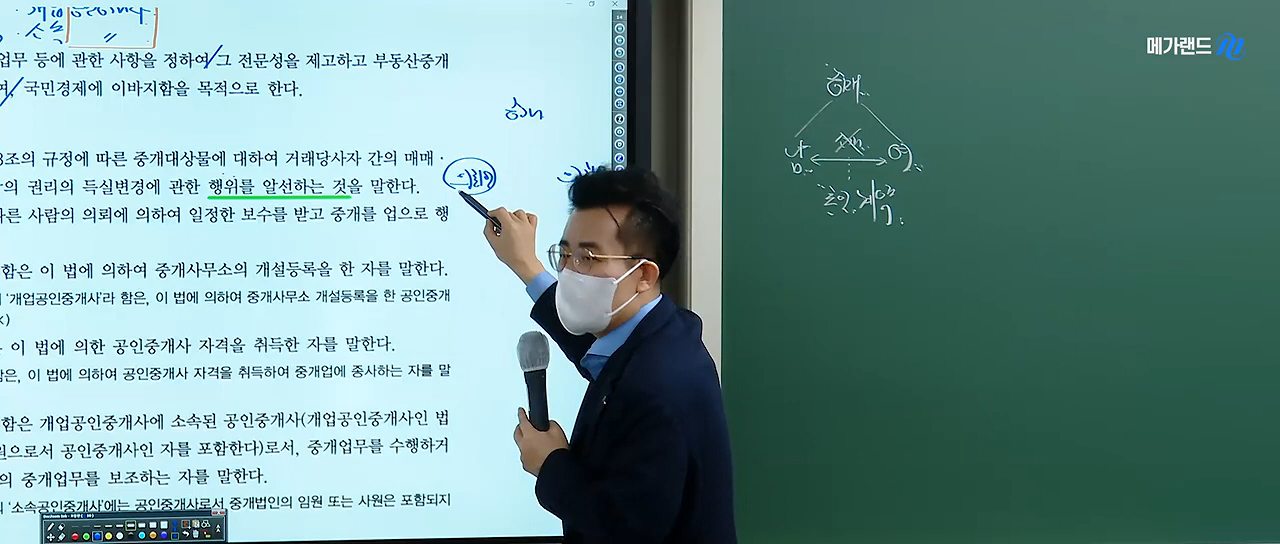 메가랜드
업무 등에 관한 사항을 정하여 그 전문성을 제고하고 부동산중개
여, 국민경제에 이바지함을 목적으로 한다.
3조의 규정에 따른 중개대상물에 대하여 거래당사자 간의 매매·
의 권리의 득실변경에 관한 행위를 알선하는 것을 말한다.
다른 사람의 의뢰에 의하여 일정한 보수를 받고 중개를 업으로 행
함은 이 법에 의하여 중개사무소의 개설등록을 한 자를 말한다.
'개업공인중개사'라 함은, 이 법에 의하여 중개사무소 개설등록을 한 공인중개
이 법에 의한 공인중개사 자격을 취득한 자를 말한다.
함은, 이 법에 의하여 공인중개사 자격을 취득하여 중개업에 종사하는 자를 말
함은 개업공인중개사에 소속된 공인중개사(개업공인중개사인 법
원으로서 공인중개사인 자를 포함한다)로서, 중개업무를 수행하거
의 중개업무를 보조하는 자를 말한다.
'소속공인중개사'에는 공인중개사로서 중개법인의 임원 또는 사원은 포함되지
중개